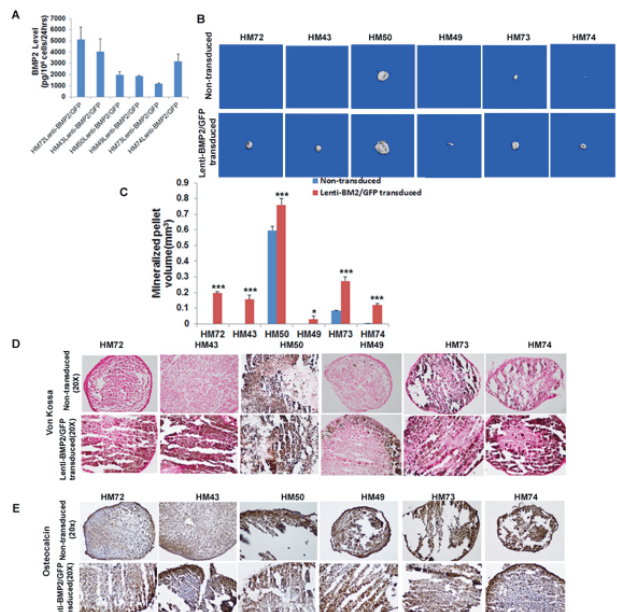 A
BMP2 Level
(pg/10⁶ cells/24hrs)
7000
6000
5000
4000
3000
2000
1000
0
HM72Lenti-BMP2/GFP
HM43Lenti-BMP2/GFP
HM50Lenti-BMP2/GFP
HM49Lenti-BMP2/GFP
HM73Lenti-BMP2/GFP
HM74Lenti-BMP2/GFP
B
HM72 HM43 HM50 HM49 HM73 HM74
Non-transduced
Lenti-BMP2/GFP
transduced
C
Non-transduced
Lenti-BM2/GFP transduced
Mineralized pellet
volume(mm³)
0.9
0.8
0.7
0.6
0.5
0.4
0.3
0.2
0.1
0
*** *** *** * *** ***
HM72 HM43 HM50 HM49 HM73 HM74
D
HM72 HM43 HM50 HM49 HM73 HM74
Von Kossa
Non-transduced
(20X)
Lenti-BMP2/GFP
transduced(20X)
E
HM72 HM43 HM50 HM49 HM73 HM74
Osteocalcin
Non-transduced
(20x)
transduced(20X)